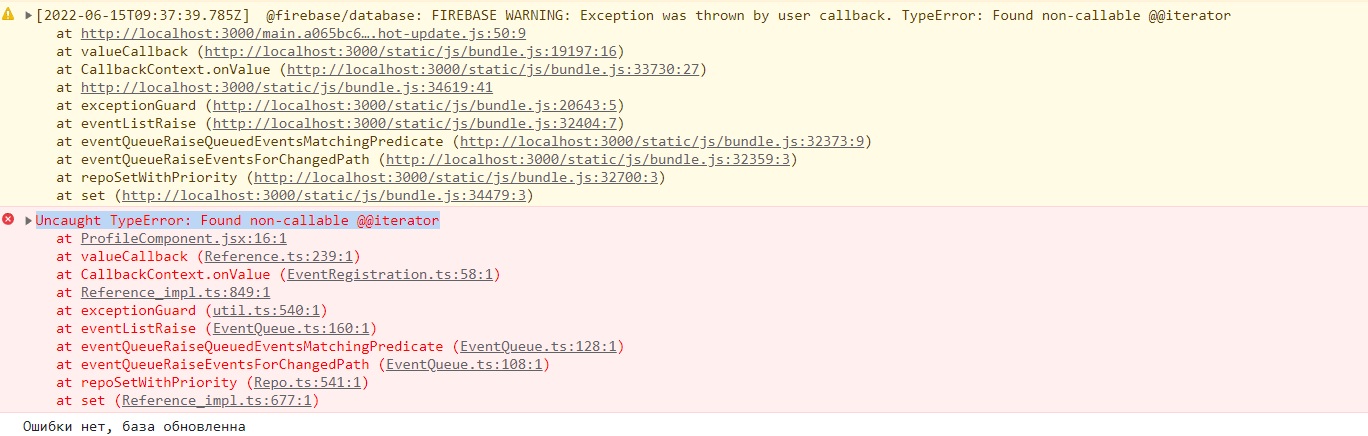 [2022-06-15T09:37:39.785Z]  @firebase/database: FIREBASE WARNING: Exception was thrown by user callback. TypeError: Found non-callable @@iterator
at http://localhost:3000/main.a065bc6….hot-update.js:50:9
at valueCallback (http://localhost:3000/static/js/bundle.js:19197:16)
at CallbackContext.onValue (http://localhost:3000/static/js/bundle.js:33730:27)
at http://localhost:3000/static/js/bundle.js:34619:41
at exceptionGuard (http://localhost:3000/static/js/bundle.js:20643:5)
at eventListRaise (http://localhost:3000/static/js/bundle.js:32404:7)
at eventQueueRaiseQueuedEventsMatchingPredicate (http://localhost:3000/static/js/bundle.js:32373:9)
at eventQueueRaiseEventsForChangedPath (http://localhost:3000/static/js/bundle.js:32359:3)
at repoSetWithPriority (http://localhost:3000/static/js/bundle.js:32700:3)
at set (http://localhost:3000/static/js/bundle.js:34479:3)
Uncaught TypeError: Found non-callable @@iterator
at ProfileComponent.jsx:16:1
at valueCallback (Reference.ts:239:1)
at CallbackContext.onValue (EventRegistration.ts:58:1)
at Reference_impl.ts:849:1
at exceptionGuard (util.ts:540:1)
at eventListRaise (EventQueue.ts:160:1)
at eventQueueRaiseQueuedEventsMatchingPredicate (EventQueue.ts:128:1)
at eventQueueRaiseEventsForChangedPath (EventQueue.ts:108:1)
at repoSetWithPriority (Repo.ts:541:1)
at set (Reference_impl.ts:677:1)
Ошибки нет, база обновленна